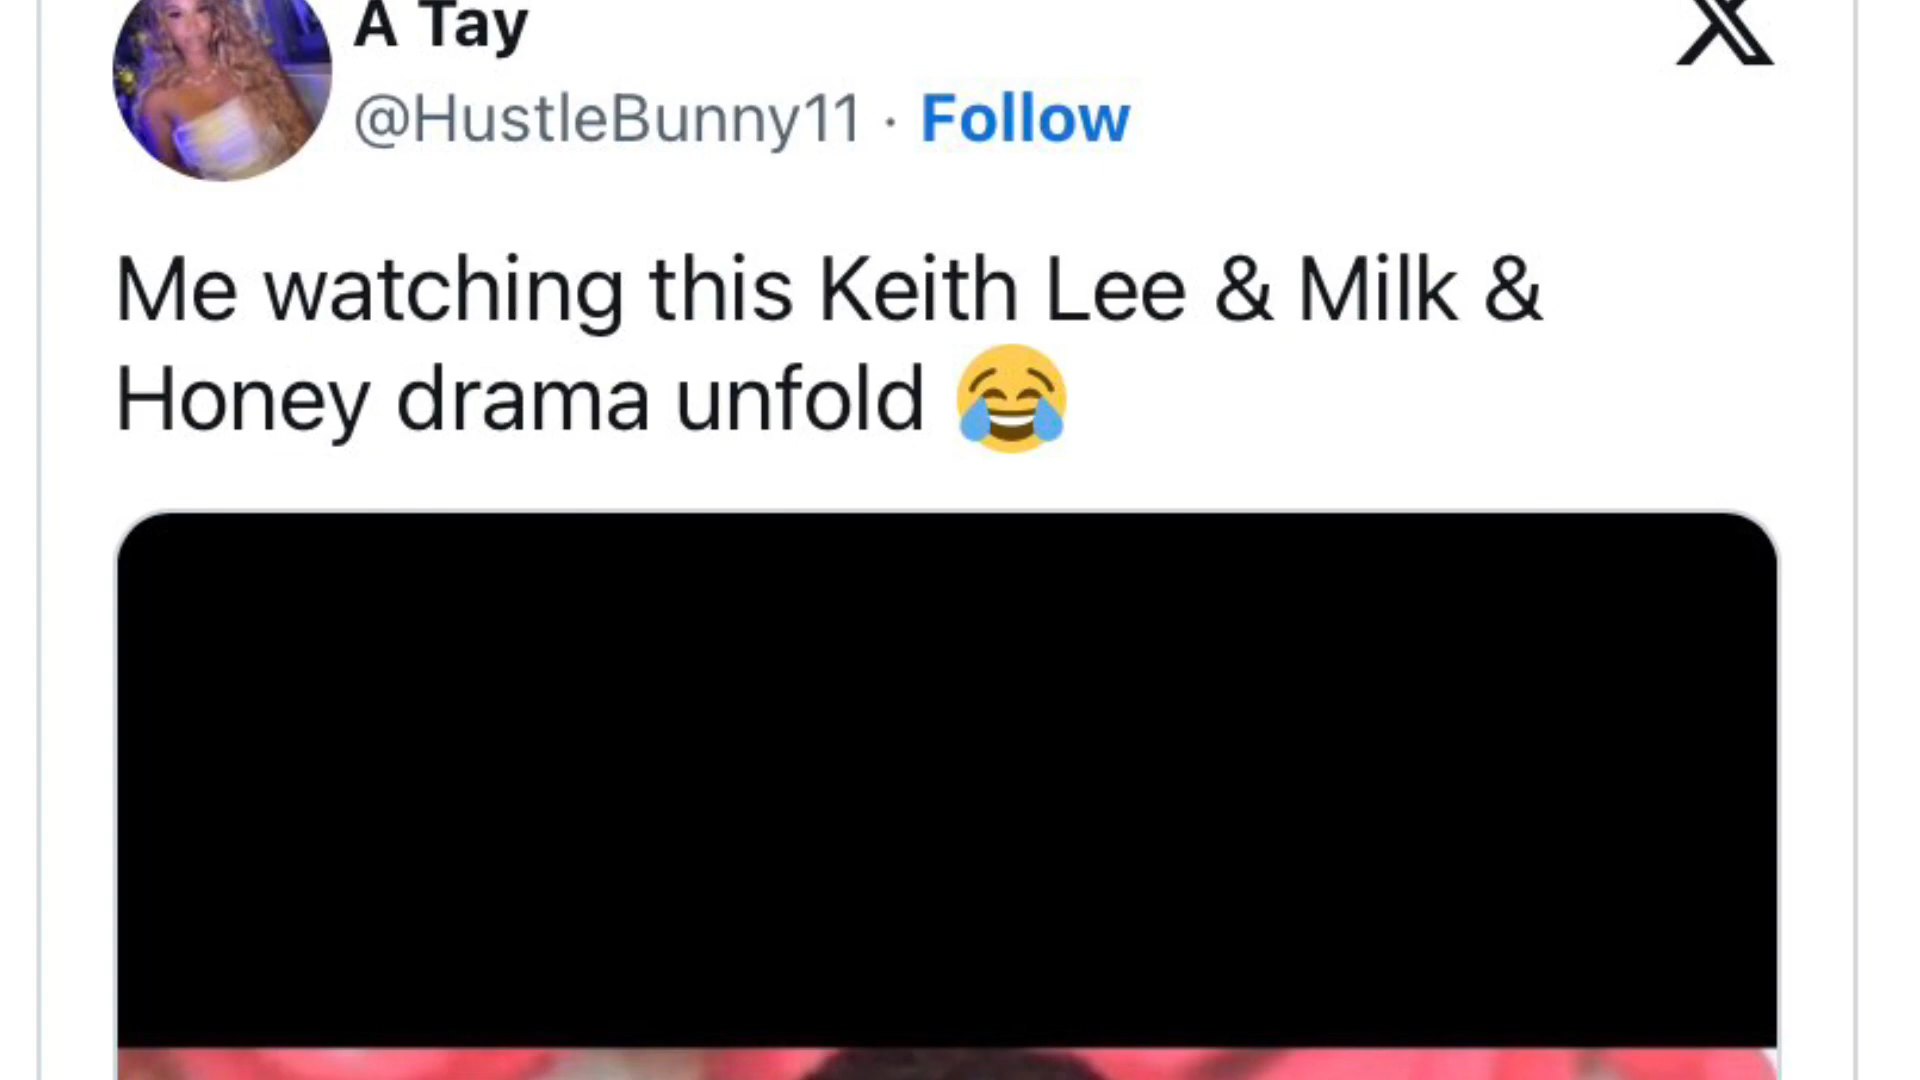 A Tay
@HustleBunny11 · Follow
Me watching this Keith Lee & Milk &
Honey drama unfold 😂